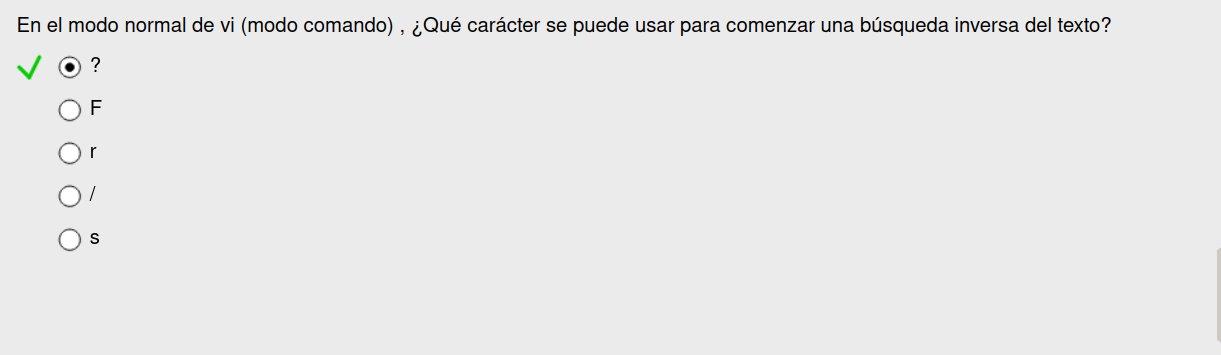 En el modo normal de vi (modo comando) , ¿Qué carácter se puede usar para comenzar una búsqueda inversa del texto?
?
F
r
/
s